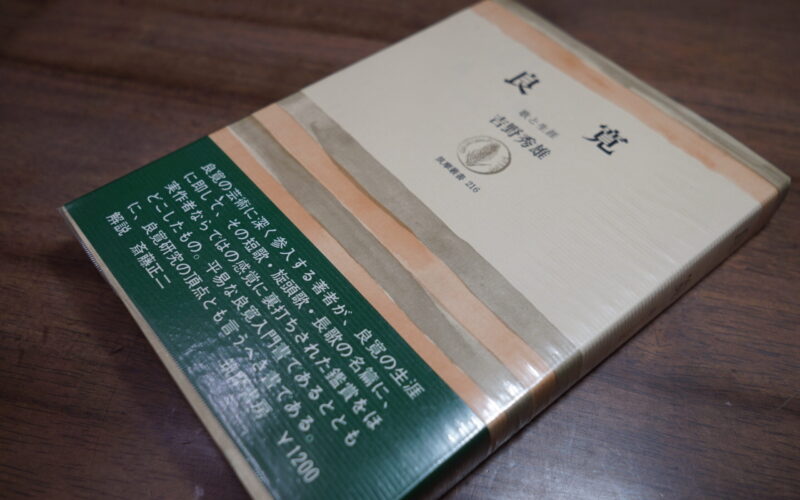 良寛
歌と生涯
吉野秀雄
筑摩叢書 216
良寛の芸術に深く参入する著者が、良寛の生涯
に即して、その短歌・旋頭歌・長歌の名篇に、
実作者ならではの感覚に裏打ちされた鑑賞をほ
どこしたもの。平易な良寛入門書であるととも
に、良寛研究の頂点とも言うべき書である。
解説 斎藤正二
筑摩書房 ¥1200